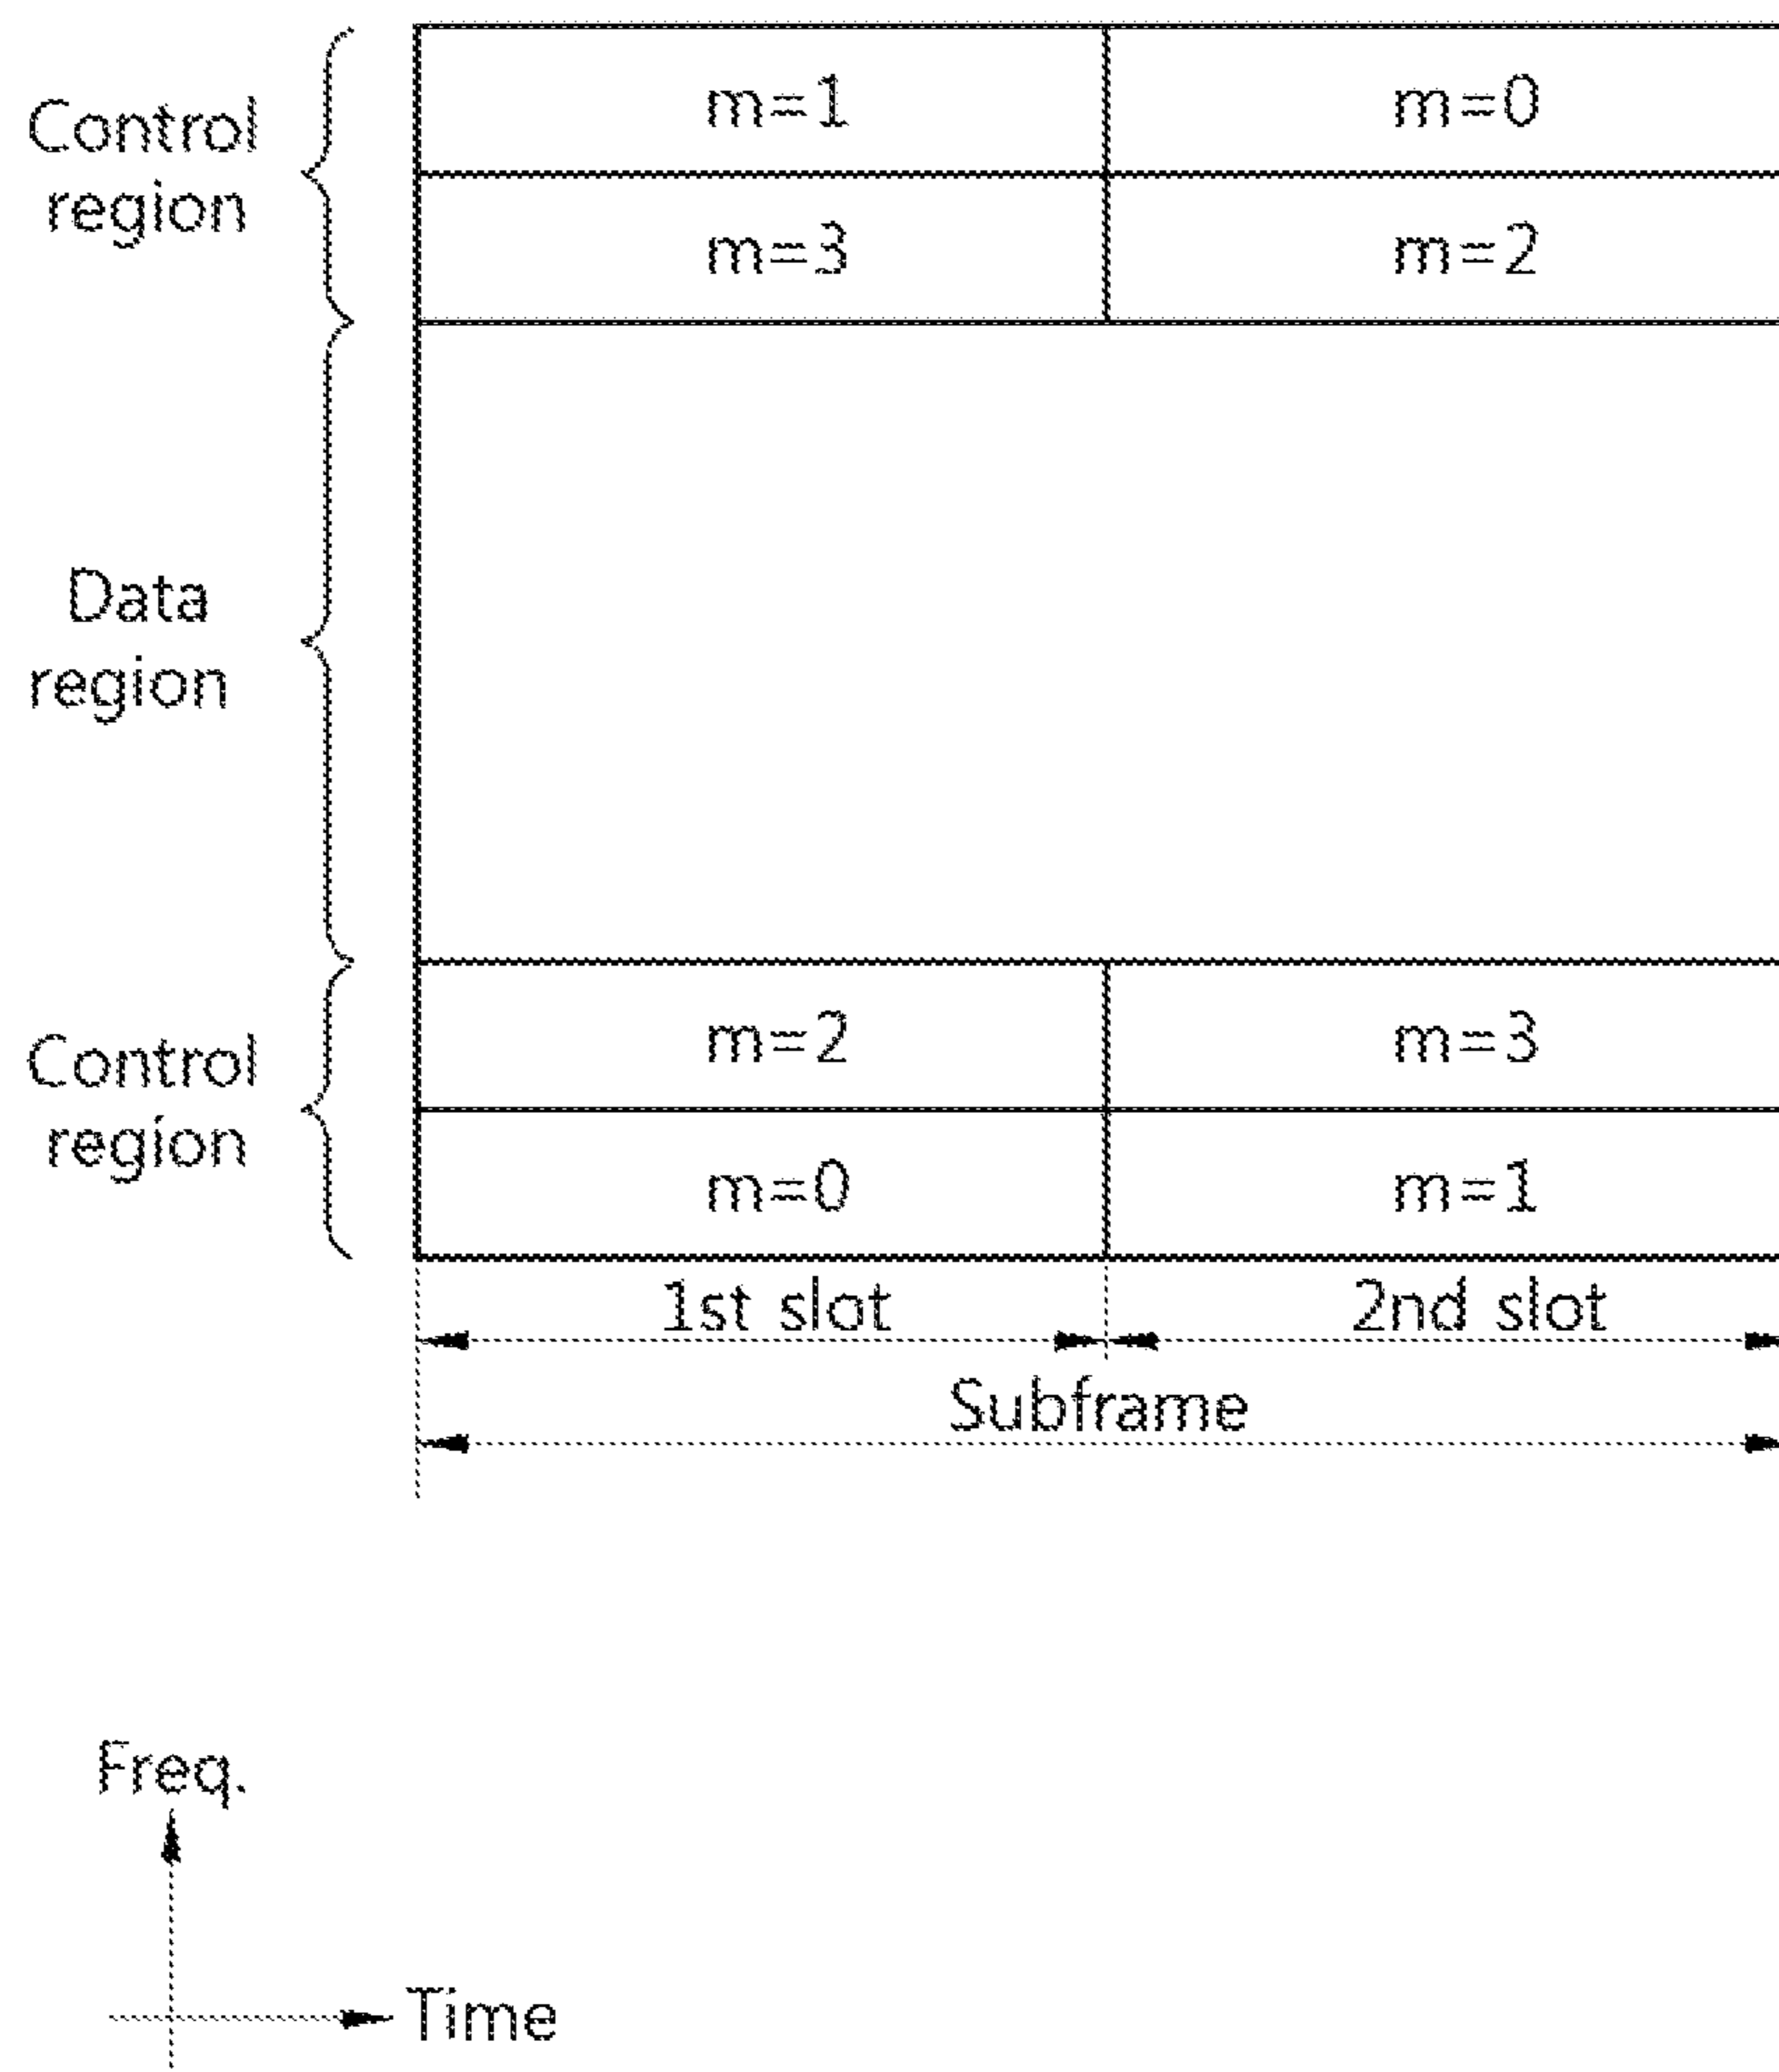 Control
region
m=1 m=0
m=3 m=2
Data
region
Control
region
m=2 m=3
m=0 m=1
1st slot 2nd slot
Subframe
Freq.
Time